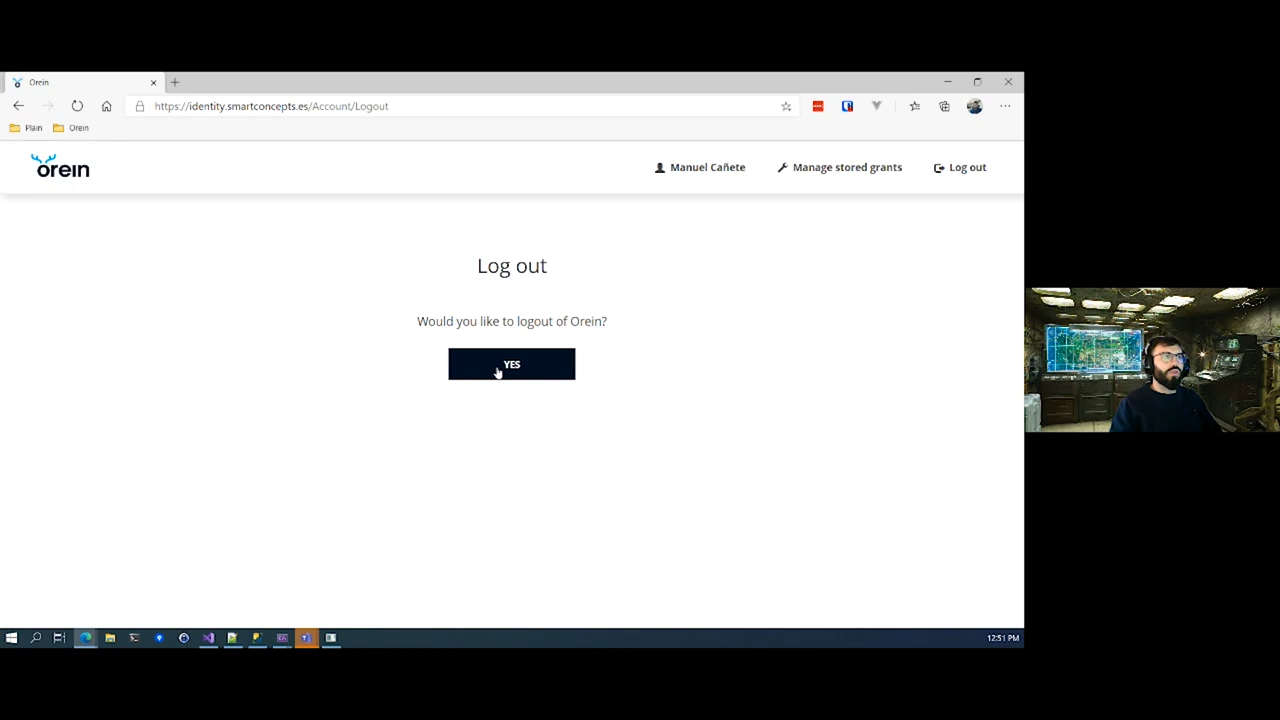 Orein
https://identity.smartconcepts.es/Account/Logout
Plain
Orein
orein
Manuel Cañete
Manage stored grants
Log out
Log out
Would you like to logout of Orein?
YES
12:51 PM